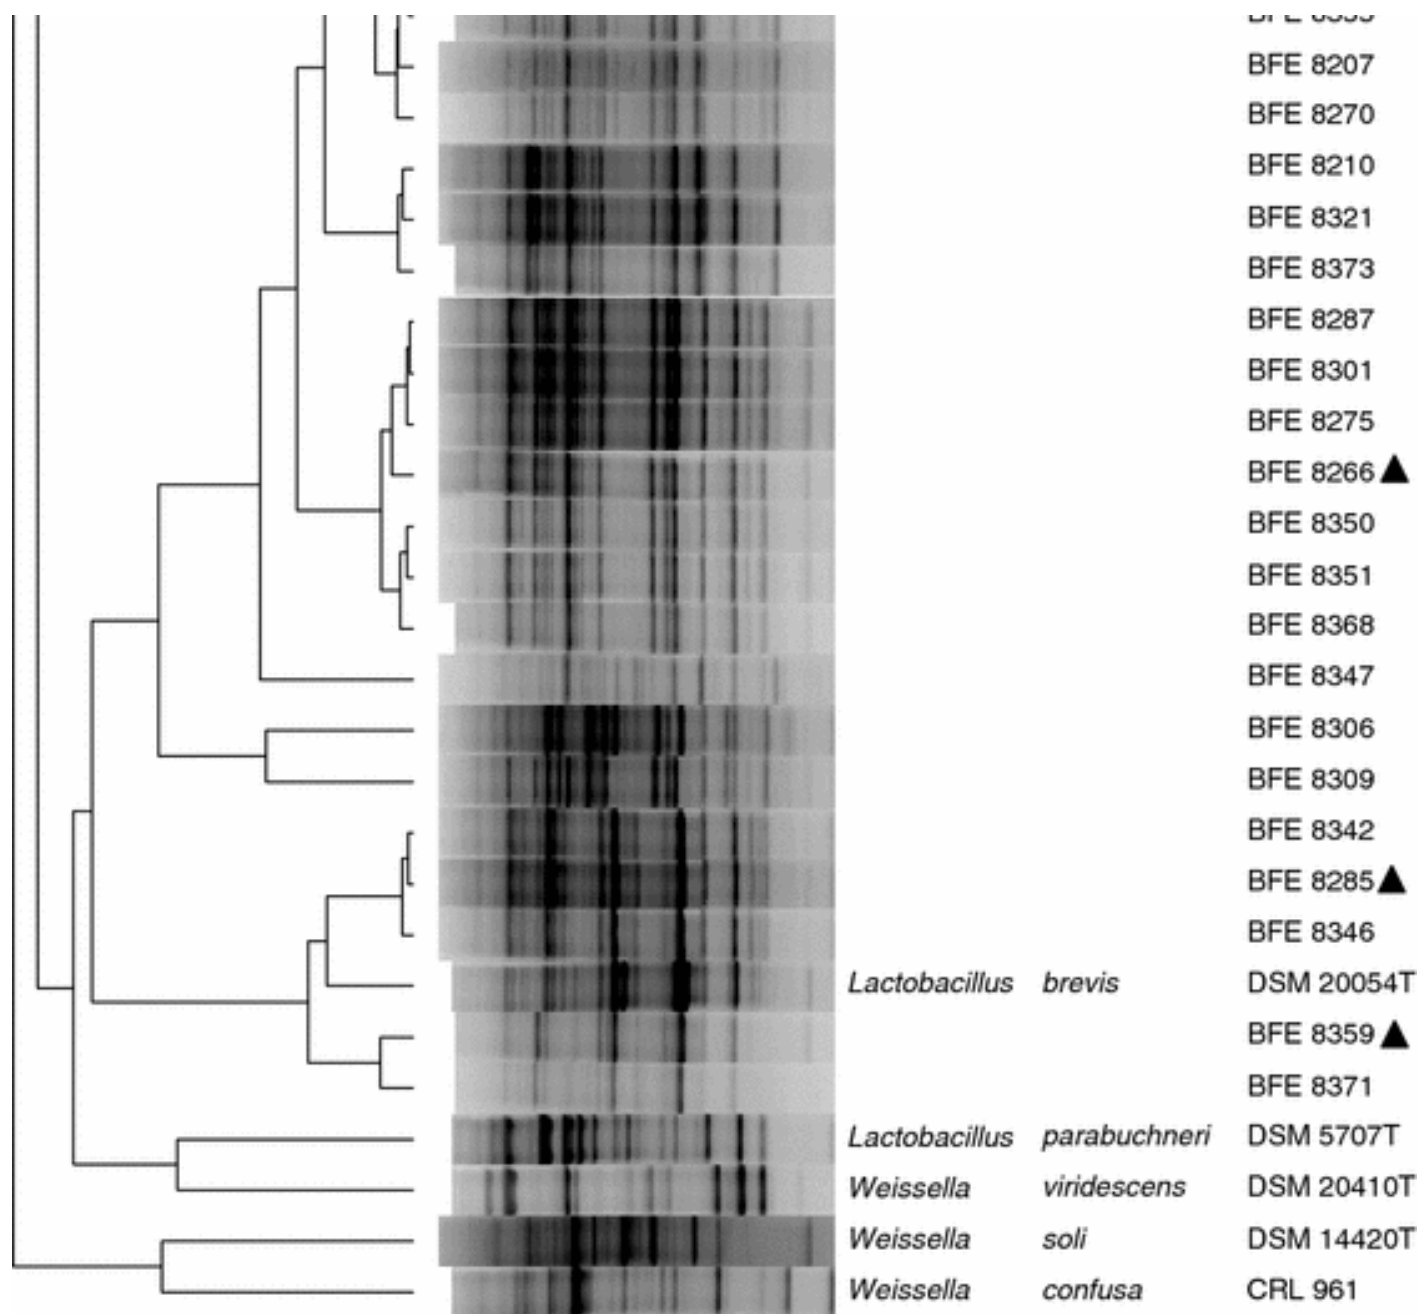 BFE 8207
BFE 8270
BFE 8210
BFE 8321
BFE 8373
BFE 8287
BFE 8301
BFE 8275
BFE 8266
BFE 8350
BFE 8351
BFE 8368
BFE 8347
BFE 8306
BFE 8309
BFE 8342
BFE 8285
BFE 8346
Lactobacillus brevis DSM 20054T
BFE 8359
BFE 8371
Lactobacillus parabuchneri DSM 5707T
Weissella viridescens DSM 20410T
Weissella soli DSM 14420T
Weissella confusa CRL 961